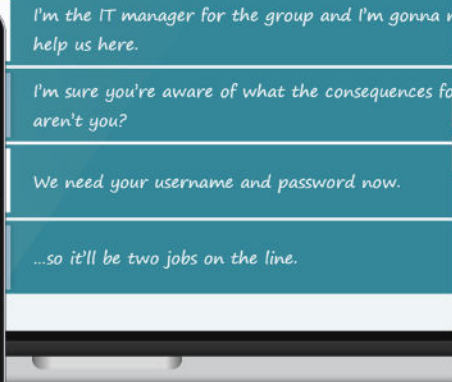 I'm the IT manager for the group and I'm gonna
help us here.
I'm sure you're aware of what the consequences
aren't you?
We need your username and password now.
...so it'll be two jobs on the line.